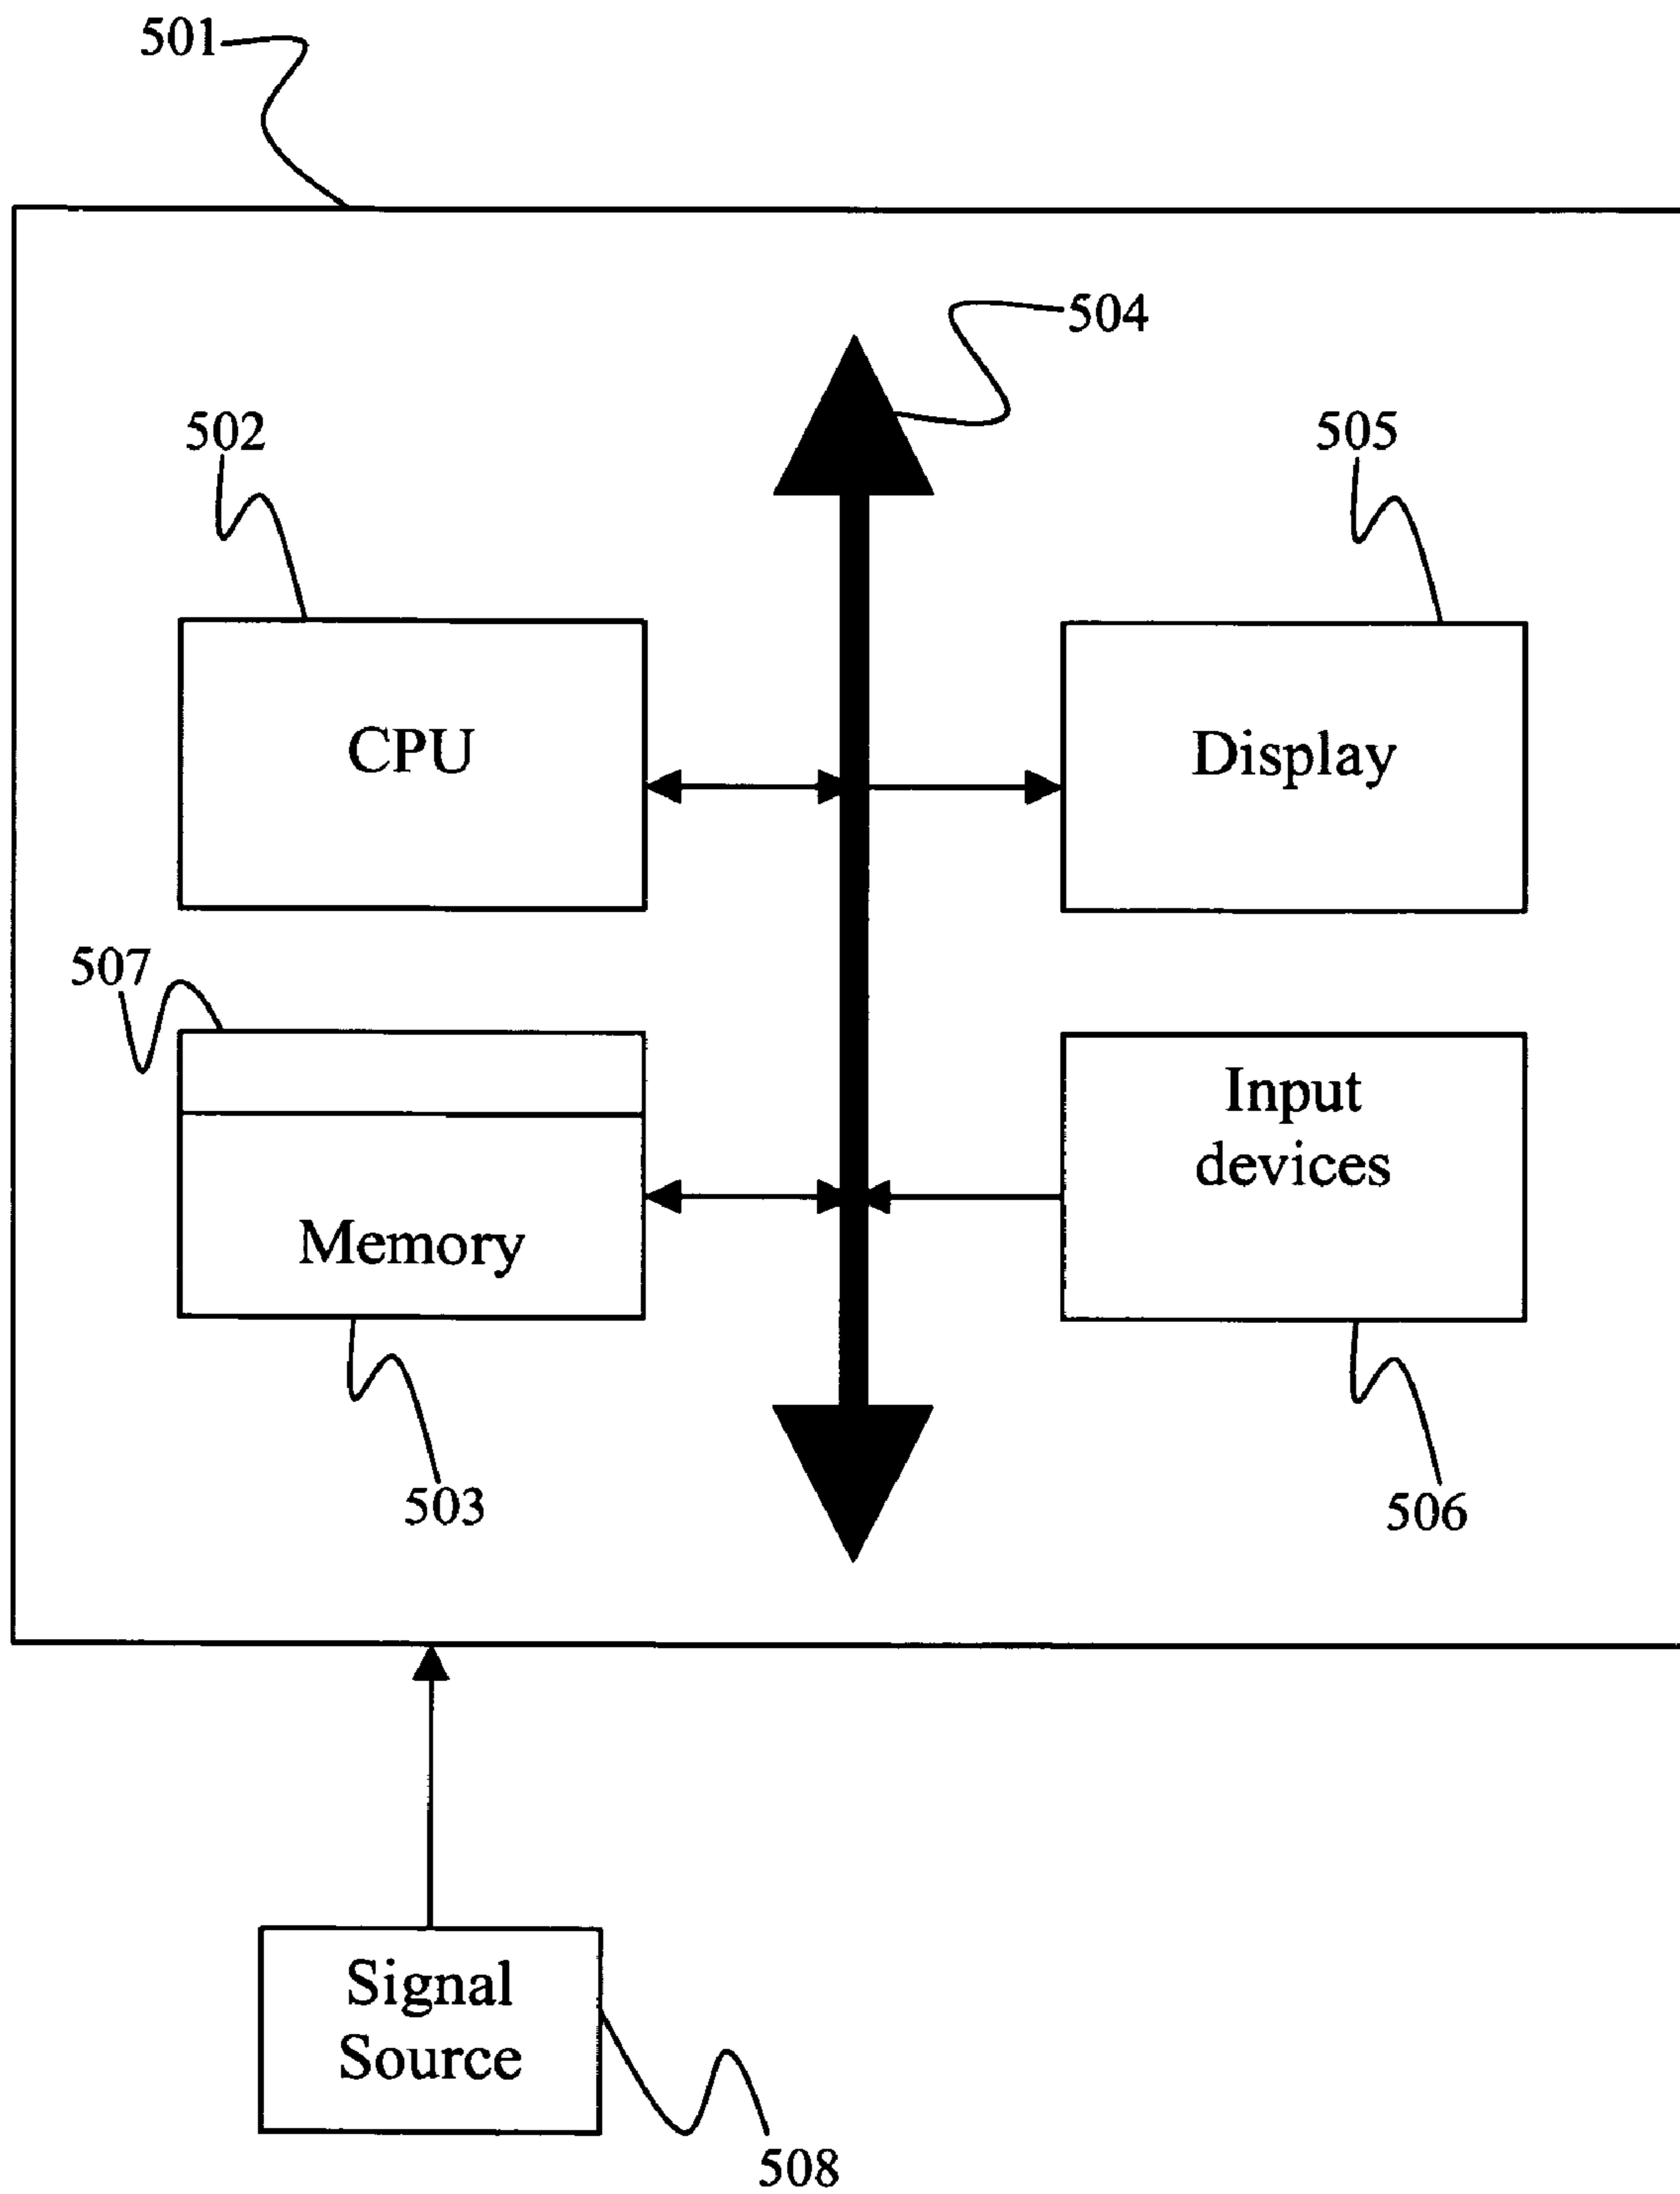 501
504
502
505
CPU
Display
507
Input
devices
Memory
503
506
Signal
Source
508